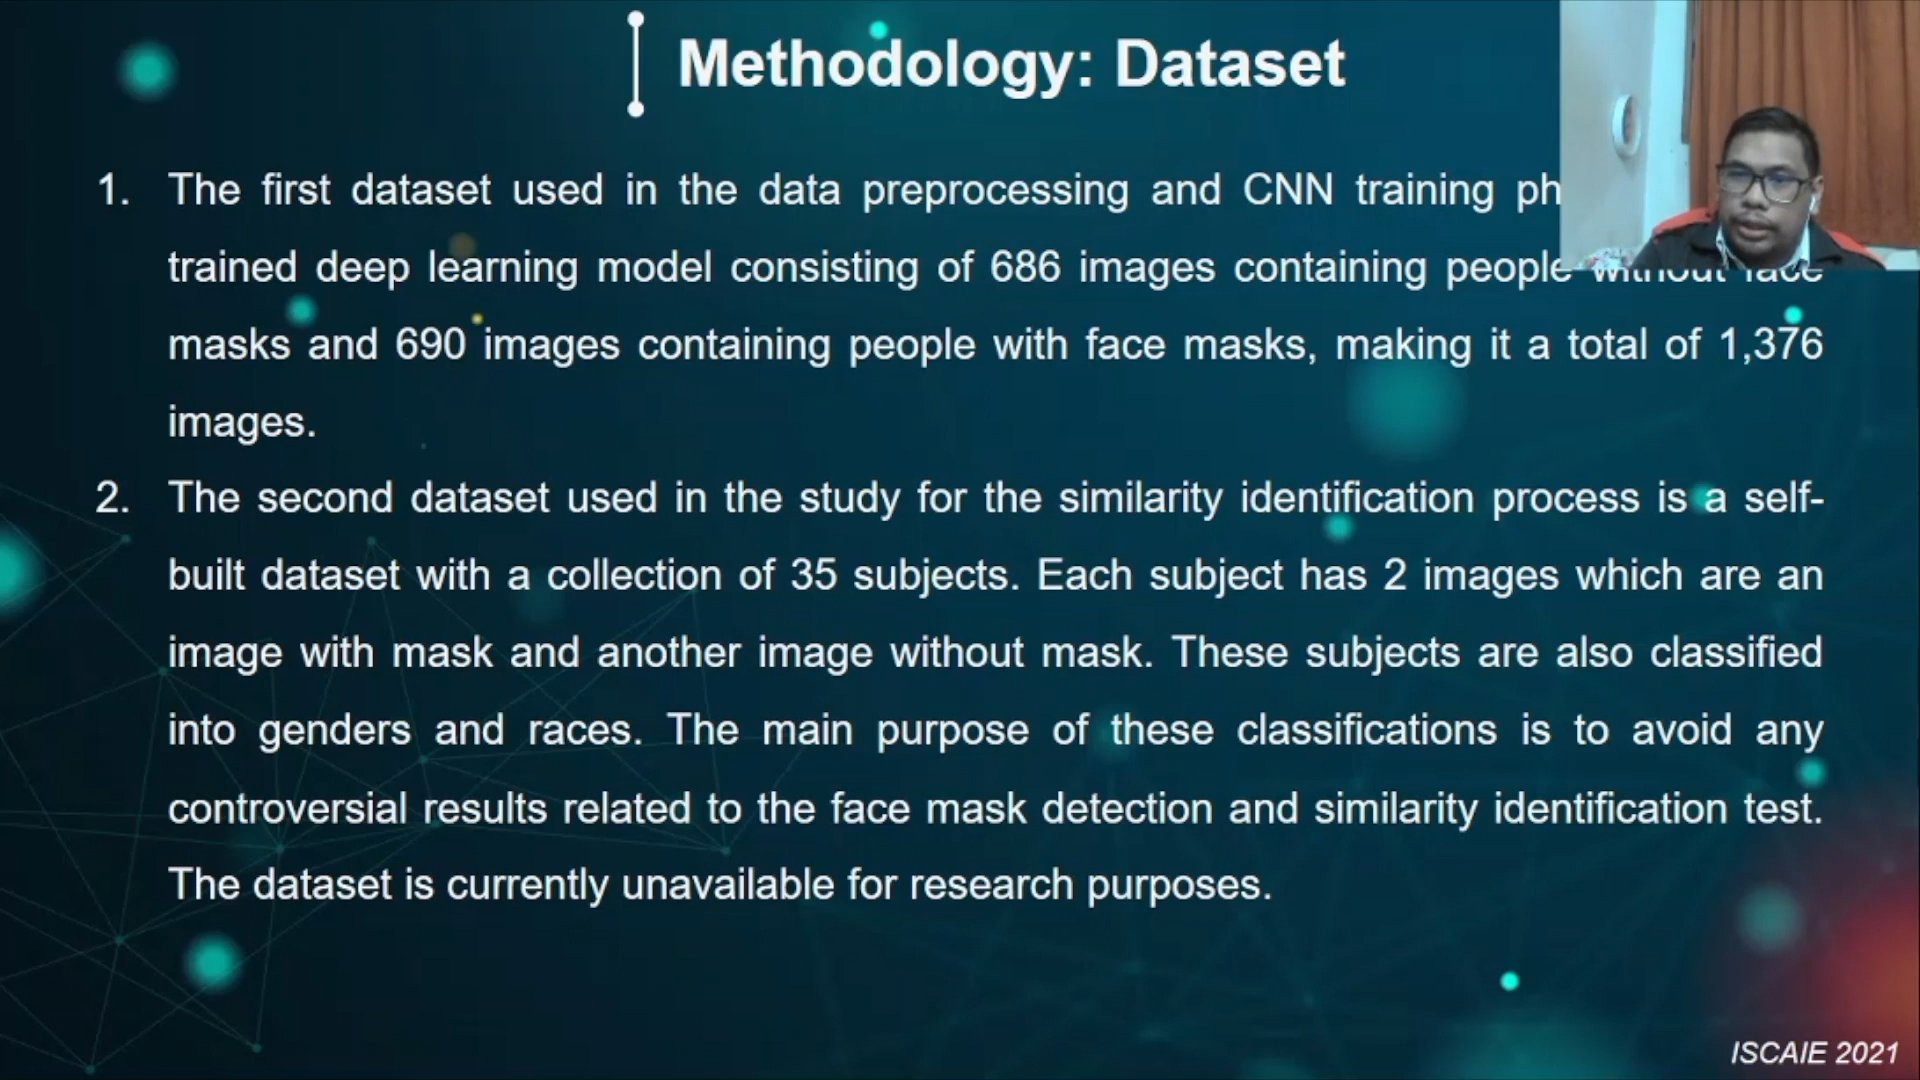 Methodology: Dataset
1. The first dataset used in the data preprocessing and CNN training
trained deep learning model consisting of 686 images containing people without face
masks and 690 images containing people with face masks, making it a total of 1,376
images.
2. The second dataset used in the study for the similarity identification process is a self-
built dataset with a collection of 35 subjects. Each subject has 2 images which are an
image with mask and another image without mask. These subjects are also classified
into genders and races. The main purpose of these classifications is to avoid any
controversial results related to the face mask detection and similarity identification test.
The dataset is currently unavailable for research purposes.
ISCAIE 2021